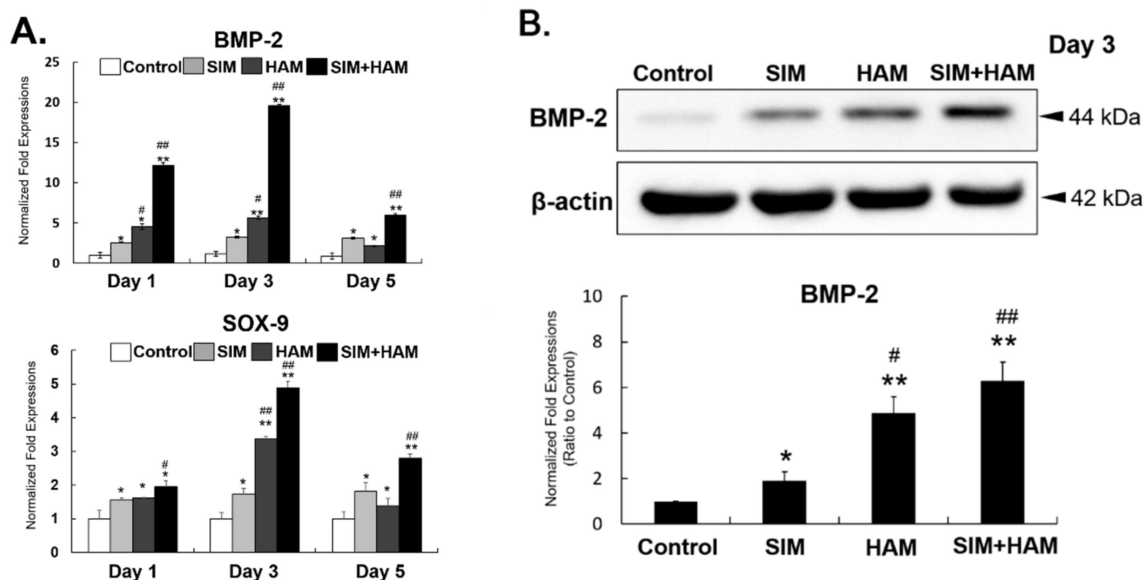 A.
BMP-2
Control SIM HAM SIM+HAM
Normalized Fold Expressions
25
20
15
10
5
0
*
#
*
##
**
*
#
**
##
**
*
*
##
**
Day 1 Day 3 Day 5
SOX-9
Control SIM HAM SIM+HAM
Normalized Fold Expressions
6
5
4
3
2
1
0
*
*
#
*
*
##
**
##
**
*
*
##
**
Day 1 Day 3 Day 5
B.
Day 3
Control SIM HAM SIM+HAM
BMP-2 44 kDa
β-actin 42 kDa
BMP-2
Normalized Fold Expressions
(Ratio to Control)
10
8
6
4
2
0
*
#
**
##
**
Control SIM HAM SIM+HAM